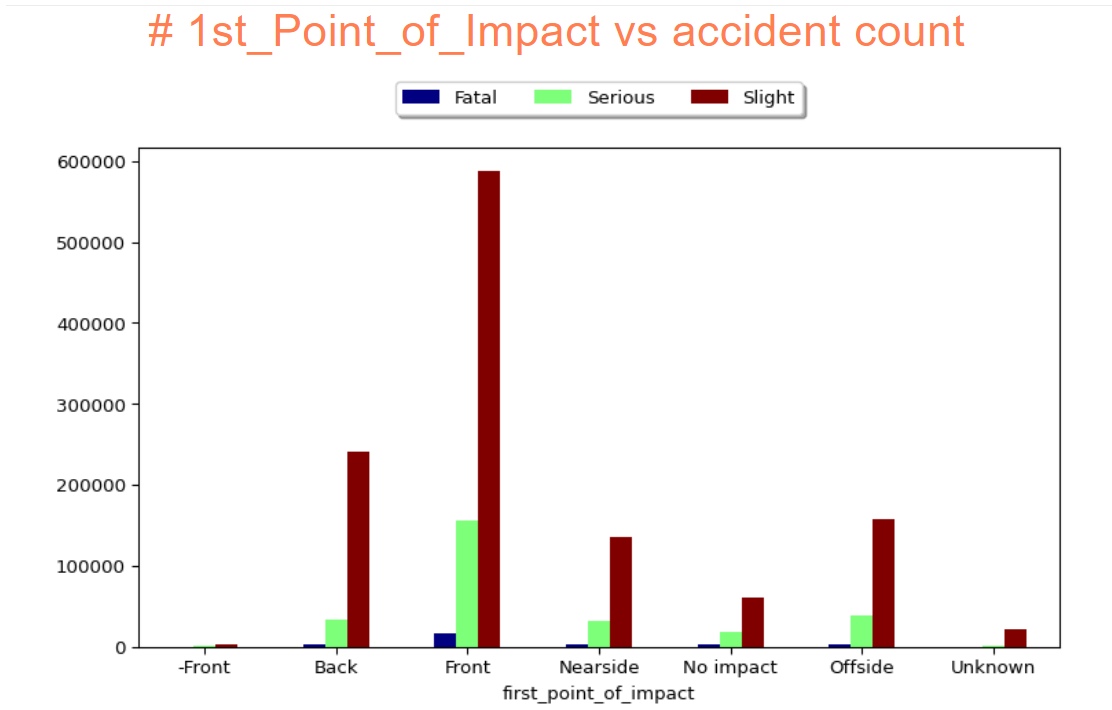 # 1st_Point_of_Impact vs accident count
Fatal Serious Slight
600000
500000
400000
300000
200000
100000
0
-Front Back Front Nearside No impact Offside Unknown
first_point_of_impact